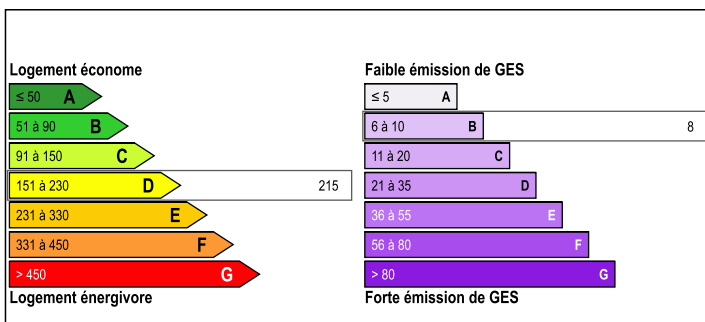 Logement économe
≤ 50 A
51 à 90 B
91 à 150 C
151 à 230 D 215
231 à 330 E
331 à 450 F
> 450 G
Logement énergivore
Faible émission de GES
≤ 5 A
6 à 10 B 8
11 à 20 C
21 à 35 D
36 à 55 E
56 à 80 F
> 80 G
Forte émission de GES